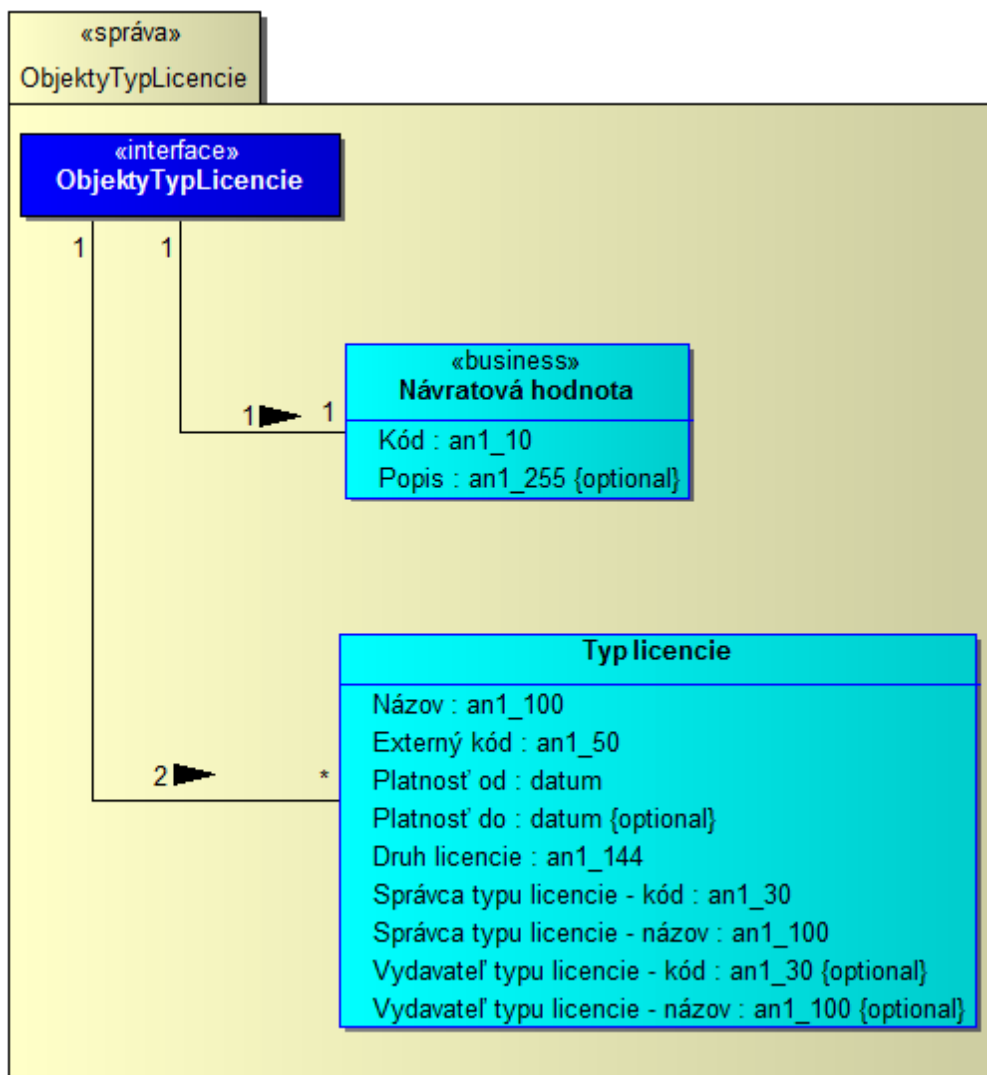 «správa»
ObjektyTypLicencie
«interface»
ObjektyTypLicencie
1
1
«business»
Návratová hodnota
1
1
Kód : an1_10
Popis : an1_255 {optional}
Typ licencie
Názov : an1_100
Externý kód : an1_50
2
*
Platnosť od : datum
Platnosť do : datum {optional}
Druh licencie : an1_144
Správca typu licencie - kód : an1_30
Správca typu licencie - názov : an1_100
Vydavateľ typu licencie - kód : an1_30 {optional}
Vydavateľ typu licencie - názov : an1_100 {optional}